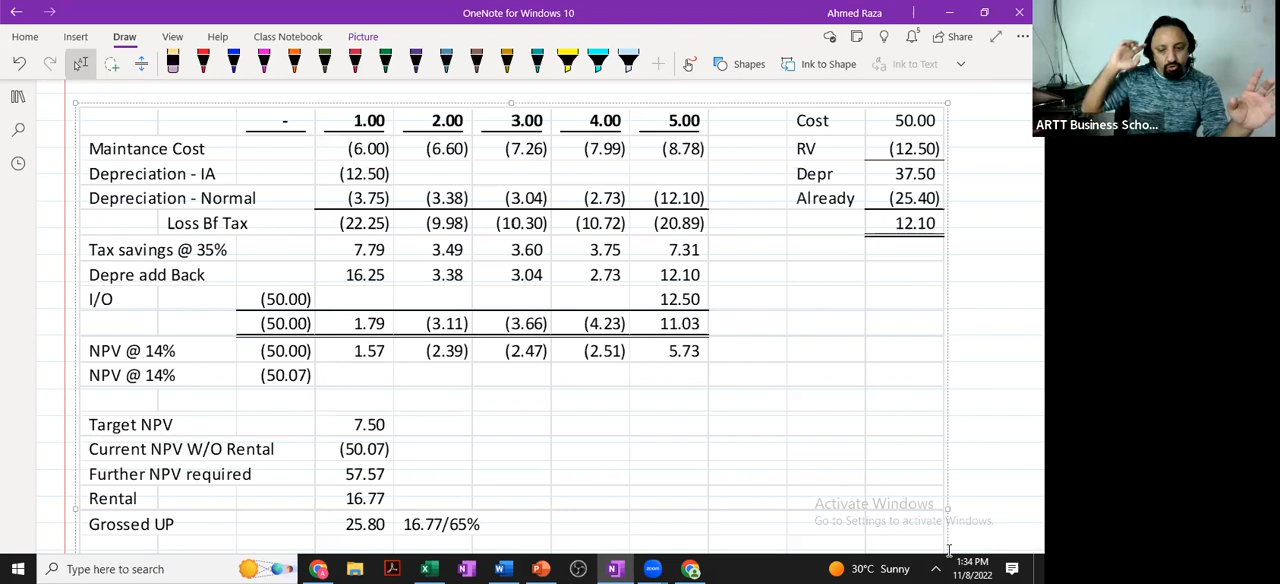 OneNote for Windows 10
Ahmed Raza
Home Insert Draw View Help Class Notebook Picture
Share
Shapes Ink to Shape Ink to Text
- 1.00 2.00 3.00 4.00 5.00 Cost 50.00
Maintance Cost (6.00) (6.60) (7.26) (7.99) (8.78) RV (12.50)
Depreciation - IA (12.50) Depr 37.50
Depreciation - Normal (3.75) (3.38) (3.04) (2.73) (12.10) Already (25.40)
Loss Bf Tax (22.25) (9.98) (10.30) (10.72) (20.89) 12.10
Tax savings @ 35% 7.79 3.49 3.60 3.75 7.31
Depre add Back 16.25 3.38 3.04 2.73 12.10
I/O (50.00) 12.50
(50.00) 1.79 (3.11) (3.66) (4.23) 11.03
NPV @ 14% (50.00) 1.57 (2.39) (2.47) (2.51) 5.73
NPV @ 14% (50.07)
Target NPV 7.50
Current NPV W/O Rental (50.07)
Further NPV required 57.57
Rental 16.77
Grossed UP 25.80 16.77/65%
Activate Windows
Go to Settings to activate Windows.
ARTT Business Scho...
Type here to search
30°C Sunny
1:34 PM
11/8/2022